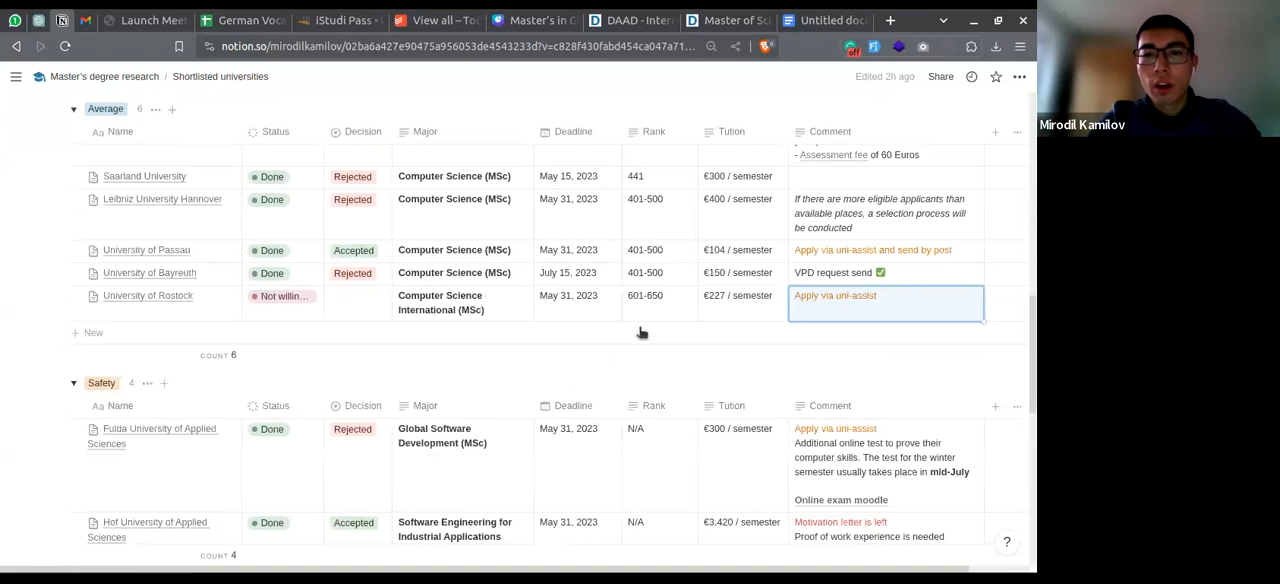 Launch Mee
German Voca
iStudi Pass -
View all – Too
Master's in G
DAAD - Inter
Master of Sci
Untitled doc
notion.so/mirodilkamilov/02ba6a427e90475a956053de4543233d?v=c828f430fabd454ca047a71...
off
Master's degree research / Shortlisted universities
Edited 2h ago
Share
Average 6
Aa Name
Status
Decision
Major
Deadline
Rank
Tution
Comment
- Assessment fee of 60 Euros
Saarland University
Done
Rejected
Computer Science (MSc)
May 15, 2023
441
€300 / semester
Leibniz University Hannover
Done
Rejected
Computer Science (MSc)
May 31, 2023
401-500
€400 / semester
If there are more eligible applicants than
available places, a selection process will
be conducted
University of Passau
Done
Accepted
Computer Science (MSc)
May 31, 2023
401-500
€104 / semester
Apply via uni-assist and send by post
University of Bayreuth
Done
Rejected
Computer Science (MSc)
July 15, 2023
401-500
€150 / semester
VPD request send ✅
University of Rostock
Not willin...
Computer Science
International (MSc)
May 31, 2023
601-650
€227 / semester
Apply via uni-assist
+ New
COUNT 6
Safety 4
Aa Name
Status
Decision
Major
Deadline
Rank
Tution
Comment
Fulda University of Applied
Sciences
Done
Rejected
Global Software
Development (MSc)
May 31, 2023
N/A
€300 / semester
Apply via uni-assist
Additional online test to prove their
computer skills. The test for the winter
semester usually takes place in mid-July
Online exam moodle
Hof University of Applied
Sciences
Done
Accepted
Software Engineering for
Industrial Applications
May 31, 2023
N/A
€3,420 / semester
Motivation letter is left
Proof of work experience is needed
COUNT 4
?
Mirodil Kamilov